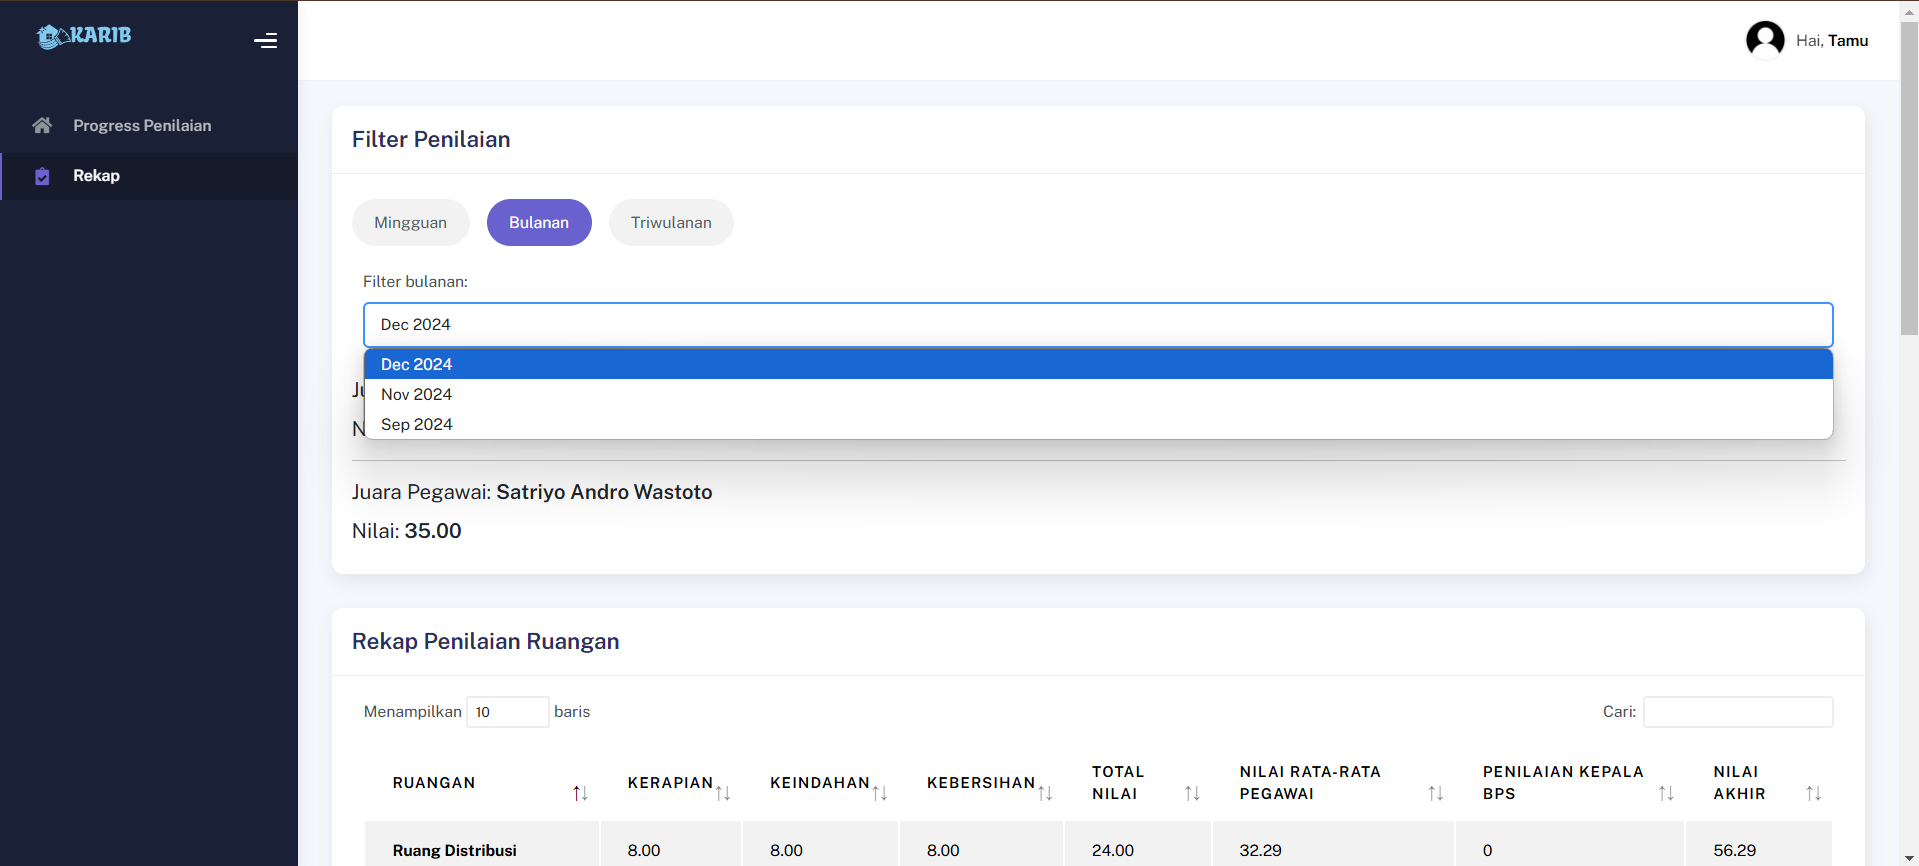 KARIB
Hai, Tamu
Progress Penilaian
Rekap
Filter Penilaian
Mingguan
Bulanan
Triwulanan
Filter bulanan:
Dec 2024
Dec 2024
Nov 2024
Sep 2024
Juara Pegawai: Satriyo Andro Wastoto
Nilai: 35.00
Rekap Penilaian Ruangan
Menampilkan 10 baris
Cari:
RUANGAN KERAPIAN KEINDAHAN KEBERSIHAN TOTAL NILAI NILAI RATA-RATA PEGAWAI PENILAIAN KEPALA BPS NILAI AKHIR
Ruang Distribusi 8.00 8.00 8.00 24.00 32.29 0 56.29